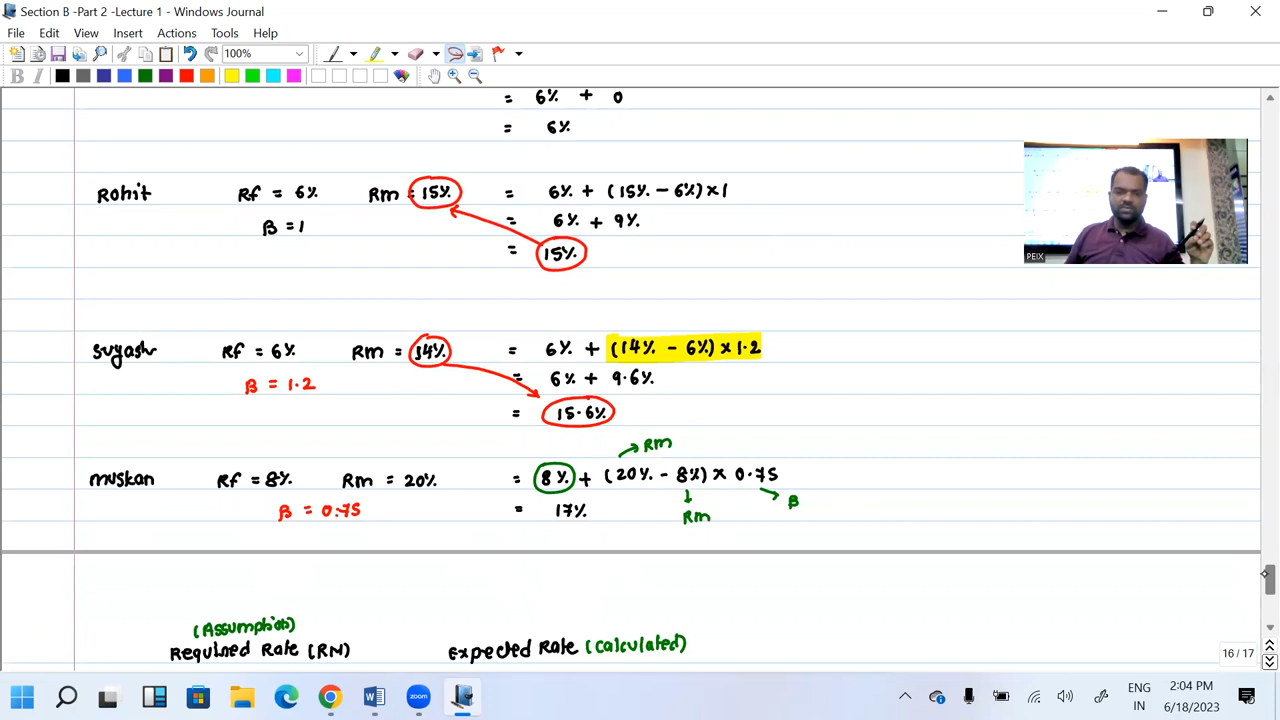 Section B -Part 2 -Lecture 1 - Windows Journal
File Edit View Insert Actions Tools Help
100%
B I
= 6% + 0
= 6%
Rohit Rf = 6% Rm = 15% = 6% + (15% - 6%) × 1
β = 1 = 6% + 9%
= 15%
PEIX
Suyash Rf = 6% Rm = 14% = 6% + (14% - 6%) × 1.2
β = 1.2 = 6% + 9.6%
= 15.6%
→ Rm
muskan Rf = 8% Rm = 20% = 8% + (20% - 8%) × 0.75
β = 0.75 = 17% Rm β
(Assumption)
Required Rate (RN) Expected Rate (Calculated)
16 / 17
ENG
IN
2:04 PM
6/18/2023
zoom